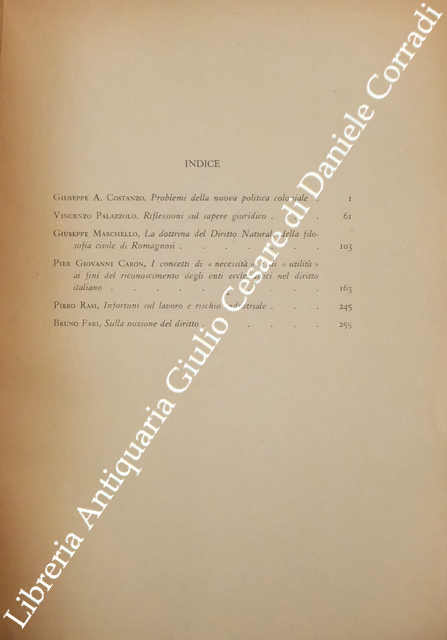 INDICE
GIUSEPPE A. COSTANZO, Problemi della nuova politica coloniale . 1
VINCENZO PALAZZOLO, Riflessioni sul sapere giuridico . . . 61
GIUSEPPE MARCHELLO, La dottrina del Diritto Naturale della filo-
sofia civile di Romagnosi . . . . . . 103
PIER GIOVANNI CARON, I concetti di « necessità » e di « utilità »
ai fini del riconoscimento degli enti ecclesiastici nel diritto
italiano . . . . . . . . 163
PIERO RASI, Infortuni sul lavoro e rischio industriale . . . 245
BRUNO FABI, Sulla nozione del diritto . . . . . 255
Libreria Antiquaria Giulio Cesare di Daniele Corradi